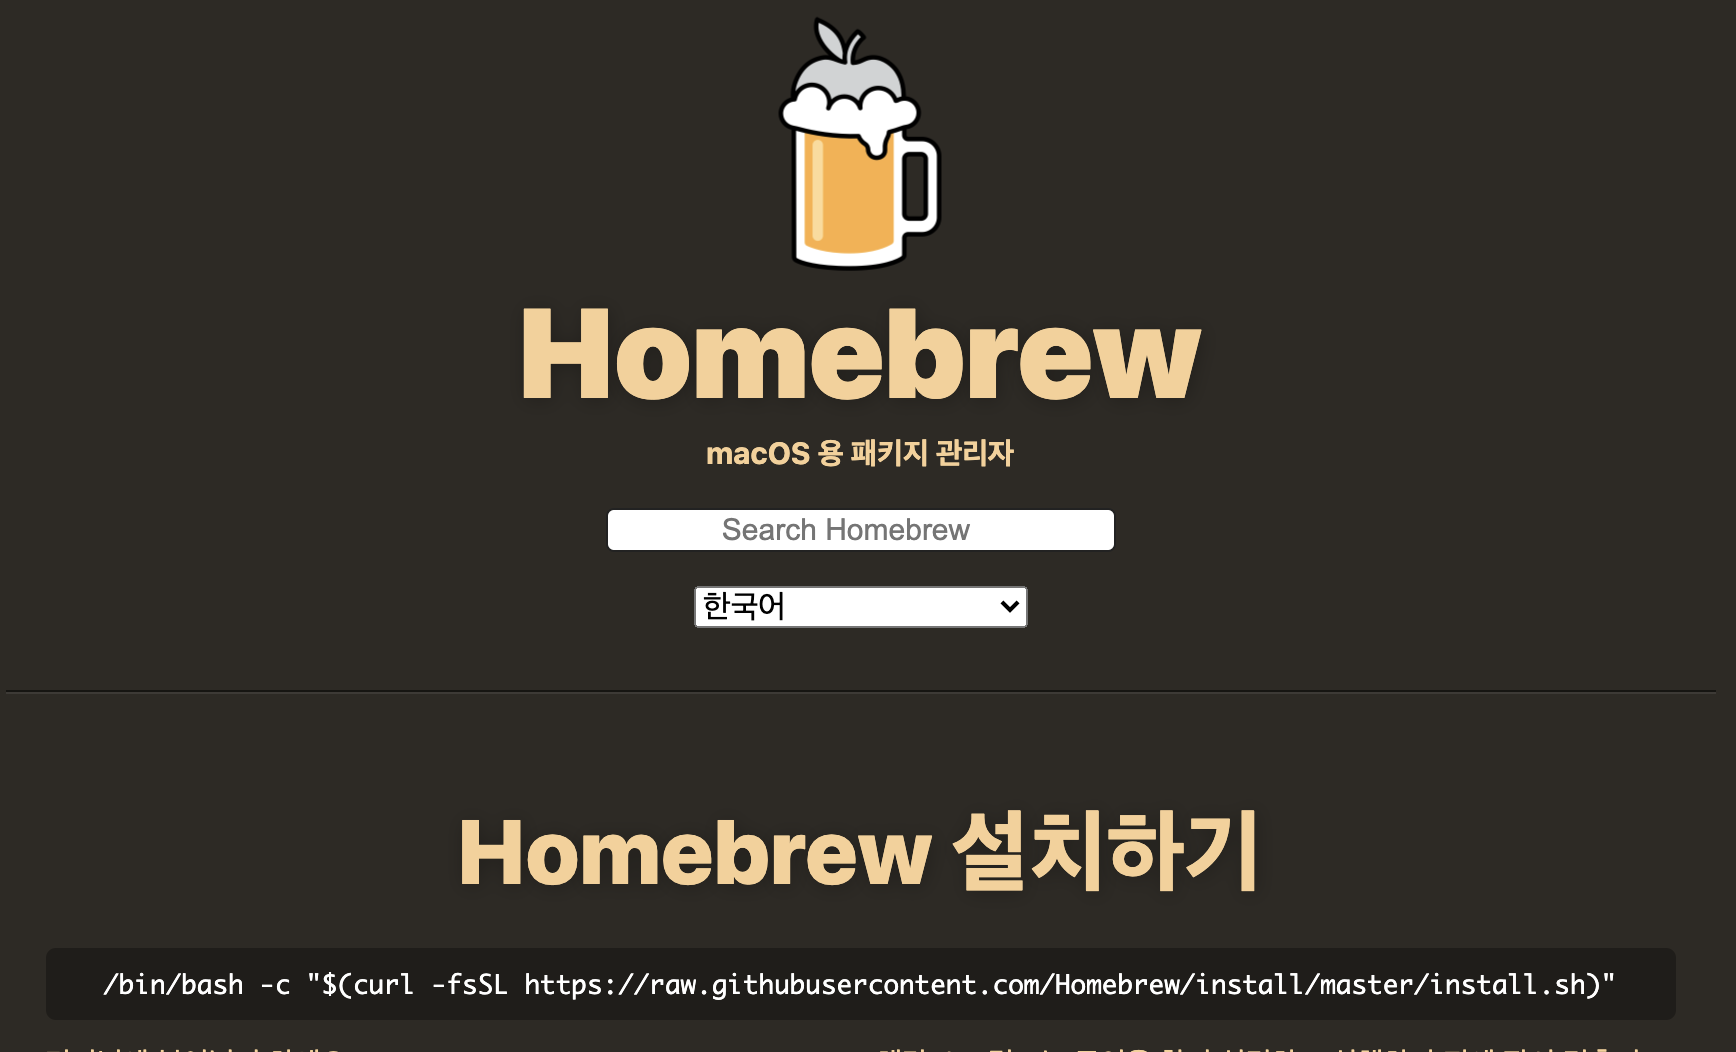 Homebrew
macOS 용 패키지 관리자
Search Homebrew
한국어
Homebrew 설치하기
/bin/bash -c "$(curl -fsSL https://raw.githubusercontent.com/Homebrew/install/master/install.sh)"